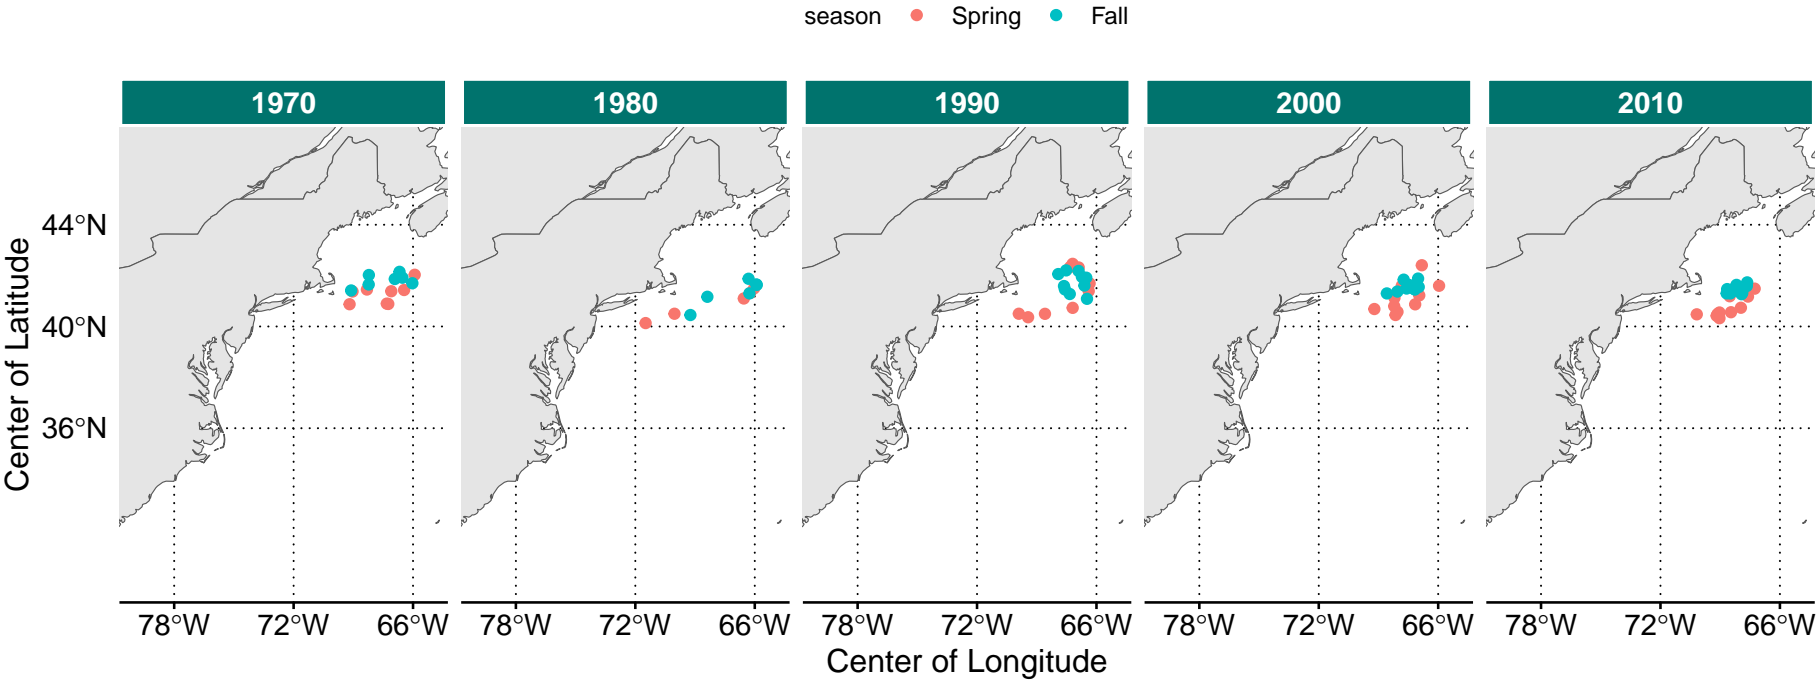 season Spring Fall
1970 1980 1990 2000 2010
Center of Latitude
44°N
40°N
36°N
78°W 72°W 66°W 78°W 72°W 66°W 78°W 72°W 66°W 78°W 72°W 66°W 78°W 72°W 66°W
Center of Longitude